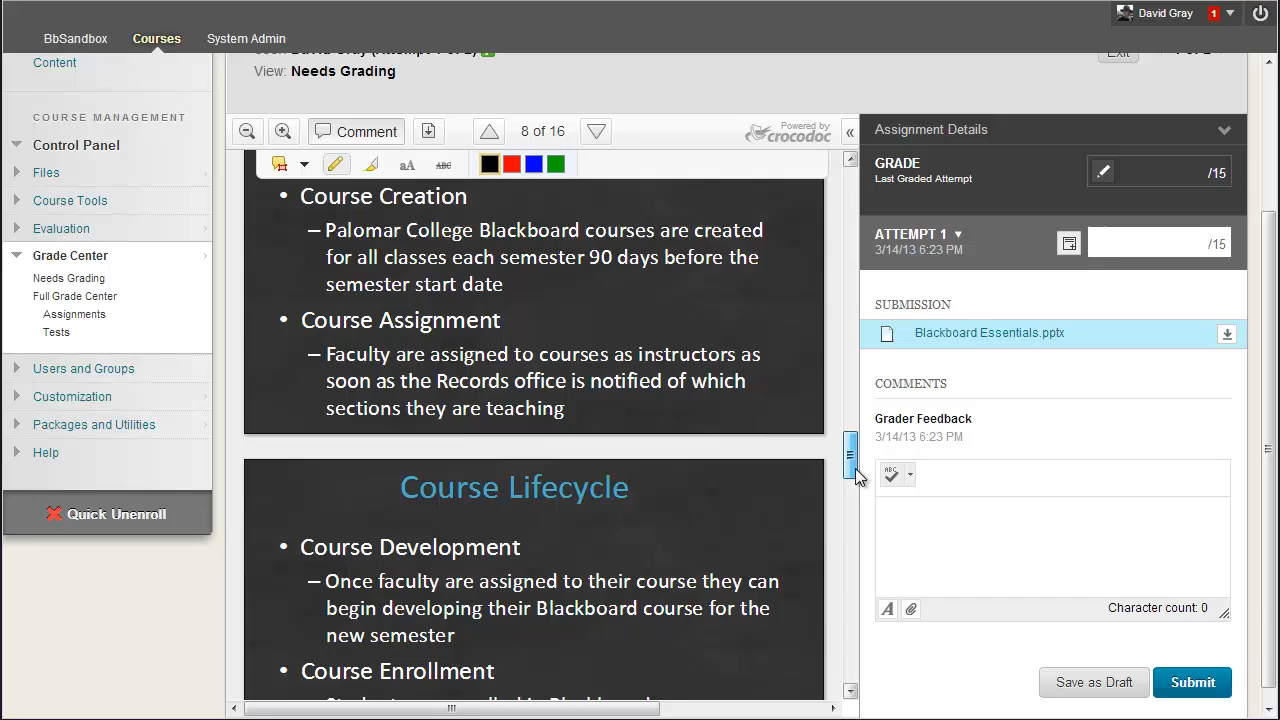 David Gray 1
BbSandbox Courses System Admin
Content
COURSE MANAGEMENT
Control Panel
Files
Course Tools
Evaluation
Grade Center
Needs Grading
Full Grade Center
Assignments
Tests
Users and Groups
Customization
Packages and Utilities
Help
Quick Unenroll
View: Needs Grading
Exit
Comment
8 of 16
Powered by
crocodoc
Course Creation
– Palomar College Blackboard courses are created
for all classes each semester 90 days before the
semester start date
• Course Assignment
– Faculty are assigned to courses as instructors as
soon as the Records office is notified of which
sections they are teaching
Course Lifecycle
• Course Development
– Once faculty are assigned to their course they can
begin developing their Blackboard course for the
new semester
• Course Enrollment
Assignment Details
GRADE
Last Graded Attempt
/15
ATTEMPT 1
3/14/13 6:23 PM
/15
SUBMISSION
Blackboard Essentials.pptx
COMMENTS
Grader Feedback
3/14/13 6:23 PM
ABC
Character count: 0
Save as Draft
Submit